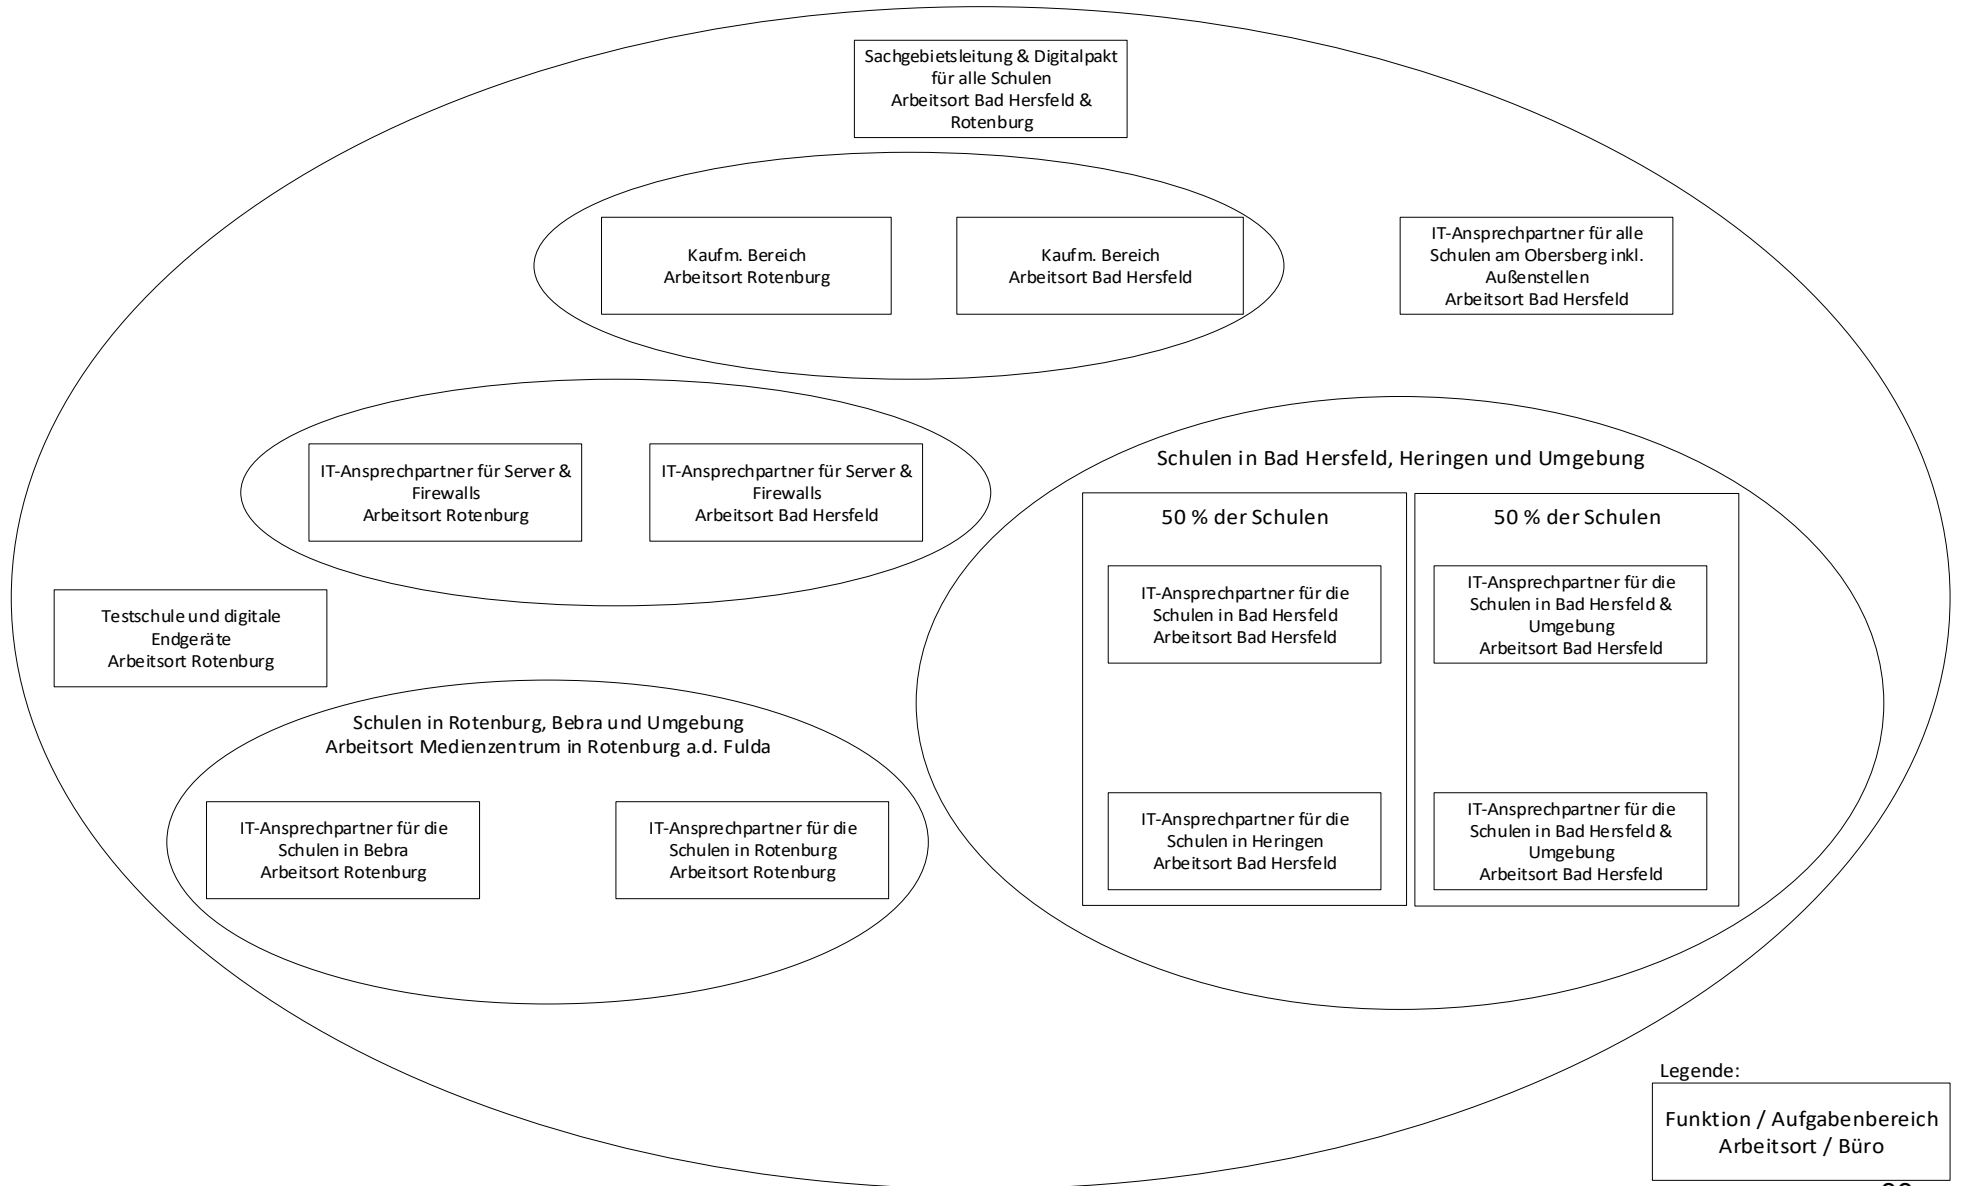 Sachgebietsleitung & Digitalpakt
für alle Schulen
Arbeitsort Bad Hersfeld &
Rotenburg
Kaufm. Bereich
Arbeitsort Rotenburg
Kaufm. Bereich
Arbeitsort Bad Hersfeld
IT-Ansprechpartner für alle
Schulen am Obersberg inkl.
Außenstellen
Arbeitsort Bad Hersfeld
IT-Ansprechpartner für Server &
Firewalls
Arbeitsort Rotenburg
IT-Ansprechpartner für Server &
Firewalls
Arbeitsort Bad Hersfeld
Schulen in Bad Hersfeld, Heringen und Umgebung
50 % der Schulen
IT-Ansprechpartner für die
Schulen in Bad Hersfeld
Arbeitsort Bad Hersfeld
IT-Ansprechpartner für die
Schulen in Heringen
Arbeitsort Bad Hersfeld
50 % der Schulen
IT-Ansprechpartner für die
Schulen in Bad Hersfeld &
Umgebung
Arbeitsort Bad Hersfeld
IT-Ansprechpartner für die
Schulen in Bad Hersfeld &
Umgebung
Arbeitsort Bad Hersfeld
Testschule und digitale
Endgeräte
Arbeitsort Rotenburg
Schulen in Rotenburg, Bebra und Umgebung
Arbeitsort Medienzentrum in Rotenburg a.d. Fulda
IT-Ansprechpartner für die
Schulen in Bebra
Arbeitsort Rotenburg
IT-Ansprechpartner für die
Schulen in Rotenburg
Arbeitsort Rotenburg
Legende:
Funktion / Aufgabenbereich
Arbeitsort / Büro